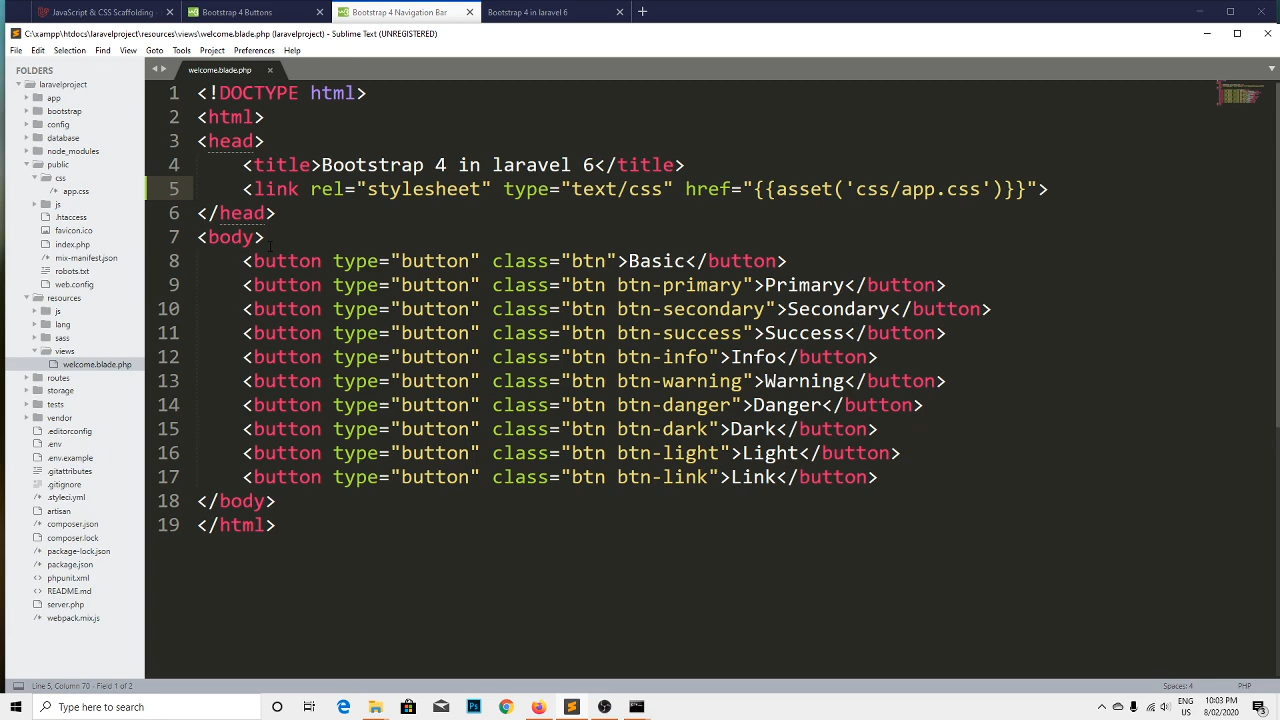 JavaScript & CSS Scaffolding -
Bootstrap 4 Buttons
Bootstrap 4 Navigation Bar
Bootstrap 4 in laravel 6
C:\xampp\htdocs\laravelproject\resources\views\welcome.blade.php (laravelproject) - Sublime Text (UNREGISTERED)
File Edit Selection Find View Goto Tools Project Preferences Help
FOLDERS
laravelproject
app
bootstrap
config
database
node_modules
public
css
app.css
js
.htaccess
favicon.ico
index.php
mix-manifest.json
robots.txt
web.config
resources
js
lang
sass
views
welcome.blade.php
routes
storage
tests
vendor
.editorconfig
.env
.env.example
.gitattributes
.gitignore
.styleci.yml
artisan
composer.json
composer.lock
package-lock.json
package.json
phpunit.xml
README.md
server.php
webpack.mix.js
welcome.blade.php
1 <!DOCTYPE html>
2 <html>
3 <head>
4 <title>Bootstrap 4 in laravel 6</title>
5 <link rel="stylesheet" type="text/css" href="{{asset('css/app.css')}}">
6 </head>
7 <body>
8 <button type="button" class="btn">Basic</button>
9 <button type="button" class="btn btn-primary">Primary</button>
10 <button type="button" class="btn btn-secondary">Secondary</button>
11 <button type="button" class="btn btn-success">Success</button>
12 <button type="button" class="btn btn-info">Info</button>
13 <button type="button" class="btn btn-warning">Warning</button>
14 <button type="button" class="btn btn-danger">Danger</button>
15 <button type="button" class="btn btn-dark">Dark</button>
16 <button type="button" class="btn btn-light">Light</button>
17 <button type="button" class="btn btn-link">Link</button>
18 </body>
19 </html>
Line 5, Column 70 - Field 1 of 2
Spaces: 4
PHP
Type here to search
ENG
US
10:03 PM
8/02/2020